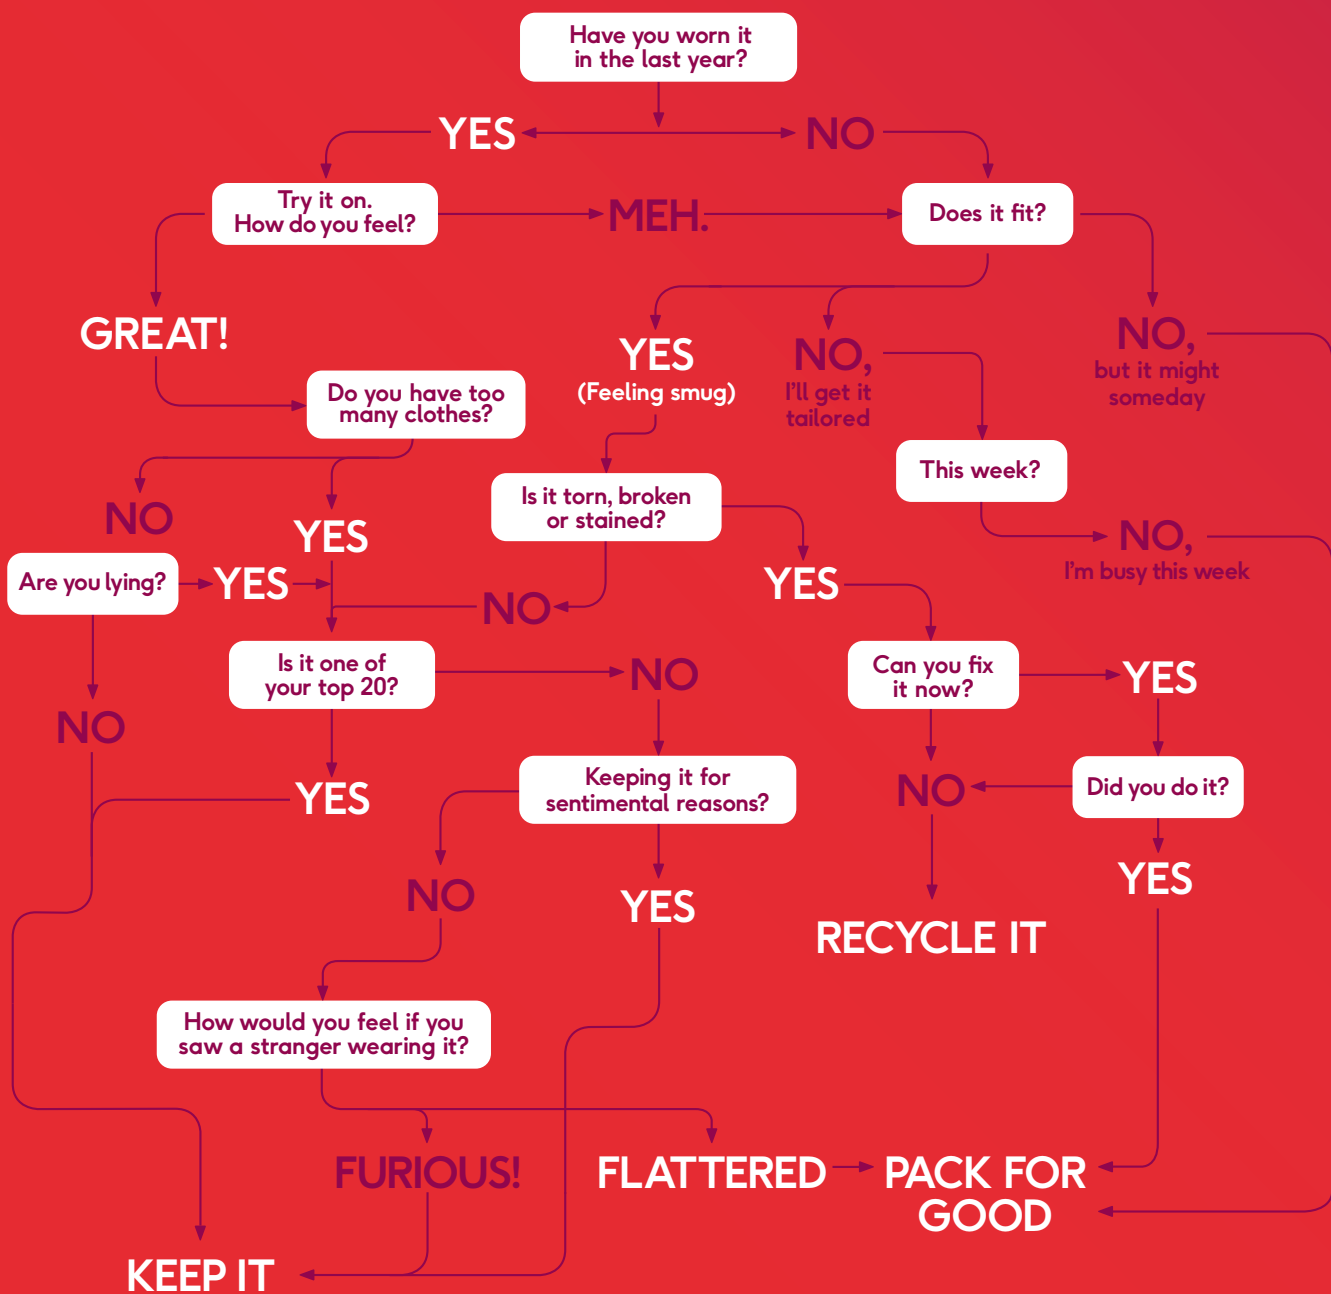 Have you worn it
in the last year?
YES
NO
Try it on.
How do you feel?
MEH.
Does it fit?
GREAT!
YES
(Feeling smug)
NO,
I'll get it
tailored
NO,
but it might
someday
Do you have too
many clothes?
This week?
NO
YES
Is it torn, broken
or stained?
NO,
I'm busy this week
Are you lying?
YES
NO
YES
Is it one of
your top 20?
NO
Can you fix
it now?
YES
NO
YES
Keeping it for
sentimental reasons?
NO
Did you do it?
NO
YES
YES
RECYCLE IT
How would you feel if you
saw a stranger wearing it?
FURIOUS!
FLATTERED
PACK FOR
GOOD
KEEP IT